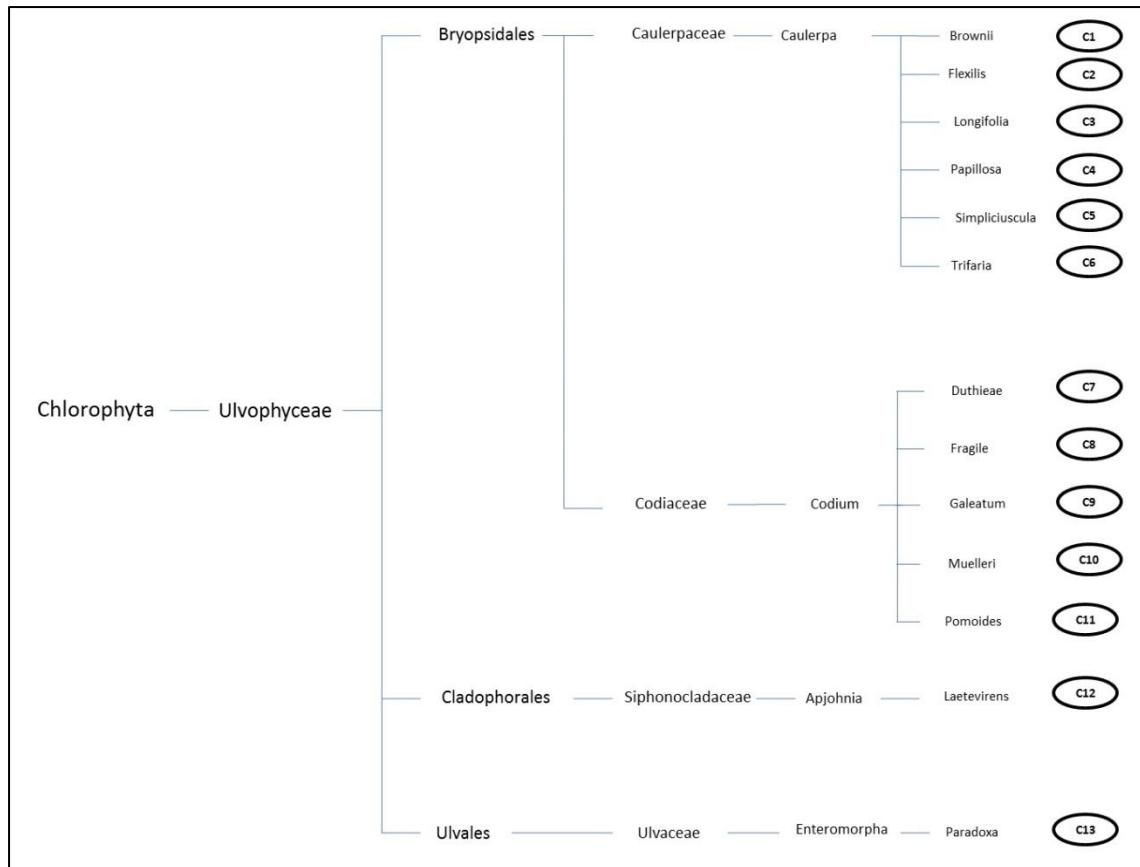 Bryopsidales Caulerpaceae Caulerpa Brownii C1
Flexilis C2
Longifolia C3
Papillosa C4
Simpliciuscula C5
Trifaria C6
Duthieae C7
Chlorophyta Ulvophyceae
Fragile C8
Codiaceae Codium Galeatum C9
Muelleri C10
Pomoides C11
Cladophorales Siphonocladaceae Apjohnia Laetevirens C12
Ulvales Ulvaceae Enteromorpha Paradoxa C13